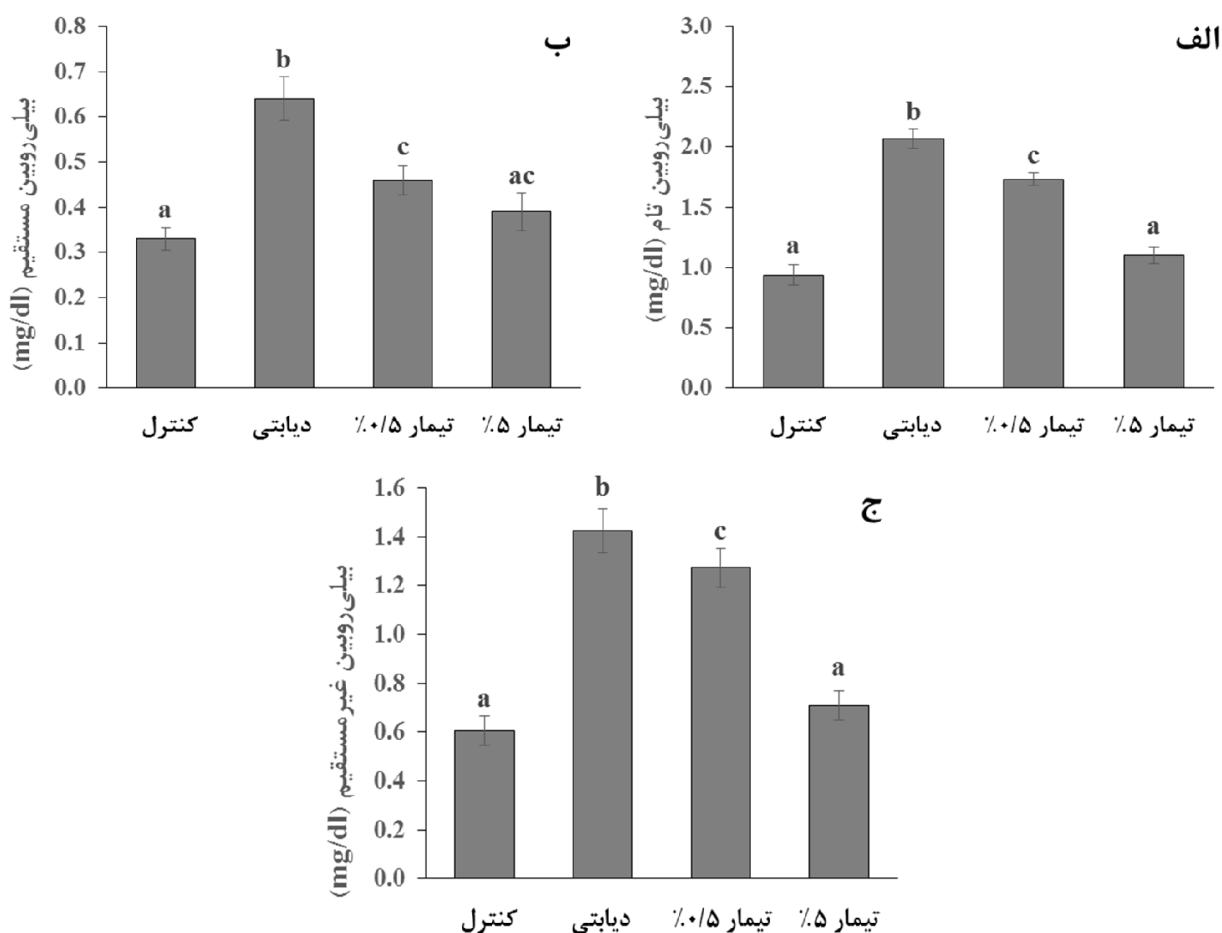 الف
بیلی‌روبین تام (mg/dl)
3.0
2.5
2.0
1.5
1.0
0.5
0.0
a
b
c
a
کنترل
دیابتی
تیمار ۰/۵٪
تیمار ۵٪
ب
بیلی‌روبین مستقیم (mg/dl)
0.8
0.7
0.6
0.5
0.4
0.3
0.2
0.1
0.0
a
b
c
ac
کنترل
دیابتی
تیمار ۰/۵٪
تیمار ۵٪
ج
بیلی‌روبین غیرمستقیم (mg/dl)
1.6
1.4
1.2
1.0
0.8
0.6
0.4
0.2
0.0
a
b
c
a
کنترل
دیابتی
تیمار ۰/۵٪
تیمار ۵٪